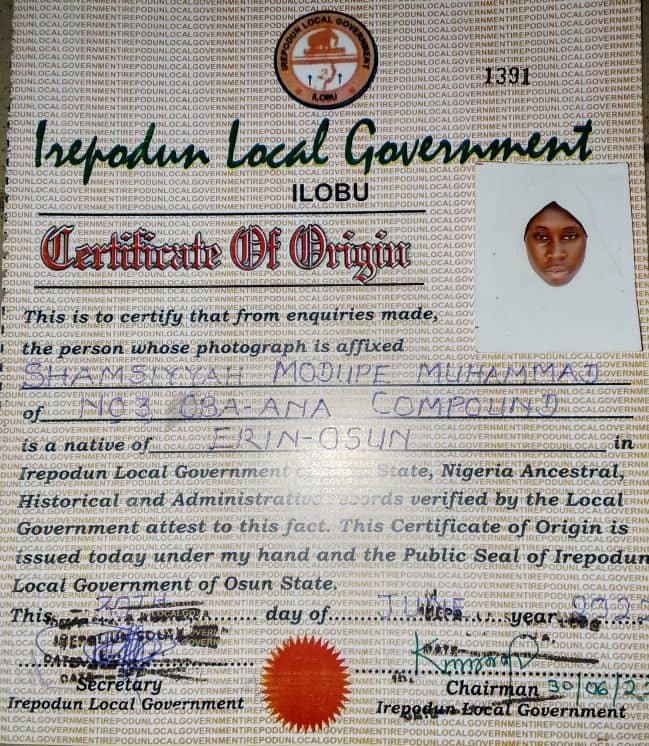 IREPODUN LOCAL GOVERNMENT
ILOBU
1391
Irepodun Local Government
ILOBU
Certificate Of Origin
This is to certify that from enquiries made,
the person whose photograph is affixed
SHAMSIYYAH MODUPE MUHAMMAD
of NO3 OBA-ANA COMPOUND
is a native of ERIN-OSUN in
Irepodun Local Government State, Nigeria Ancestral,
Historical and Administrative records verified by the Local
Government attest to this fact. This Certificate of Origin is
issued today under my hand and the Public Seal of Irepodun
Local Government of Osun State.
This 30TH day of JUNE year
Secretary
Irepodun Local Government
Chairman 30/06/22
Irepodun Local Government